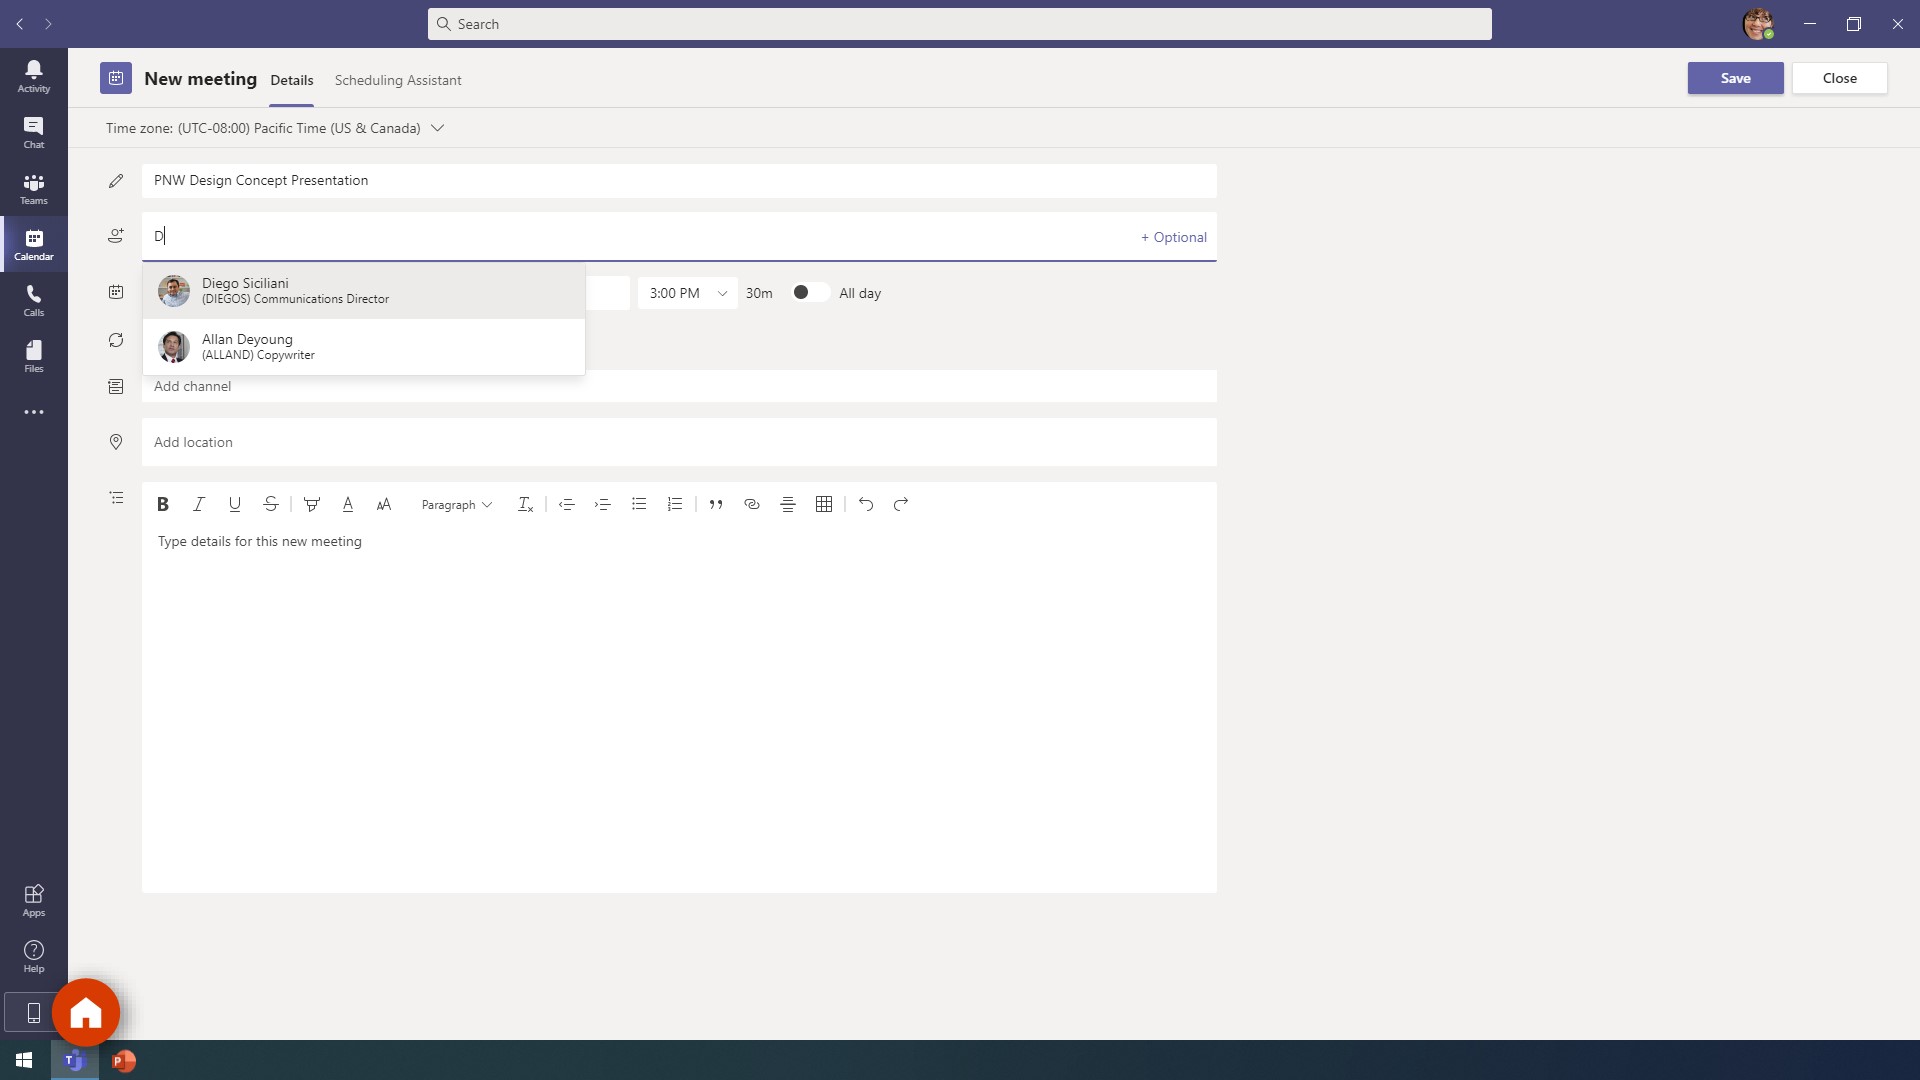 Search
Activity
Chat
Teams
Calendar
Calls
Files
Apps
Help
New meeting
Details
Scheduling Assistant
Save
Close
Time zone: (UTC-08:00) Pacific Time (US & Canada)
PNW Design Concept Presentation
D
+ Optional
Diego Siciliani
(DIEGOS) Communications Director
Allan Deyoung
(ALLAND) Copywriter
3:00 PM
30m
All day
Add channel
Add location
B I U S A AA Paragraph Tx
Type details for this new meeting
T
P